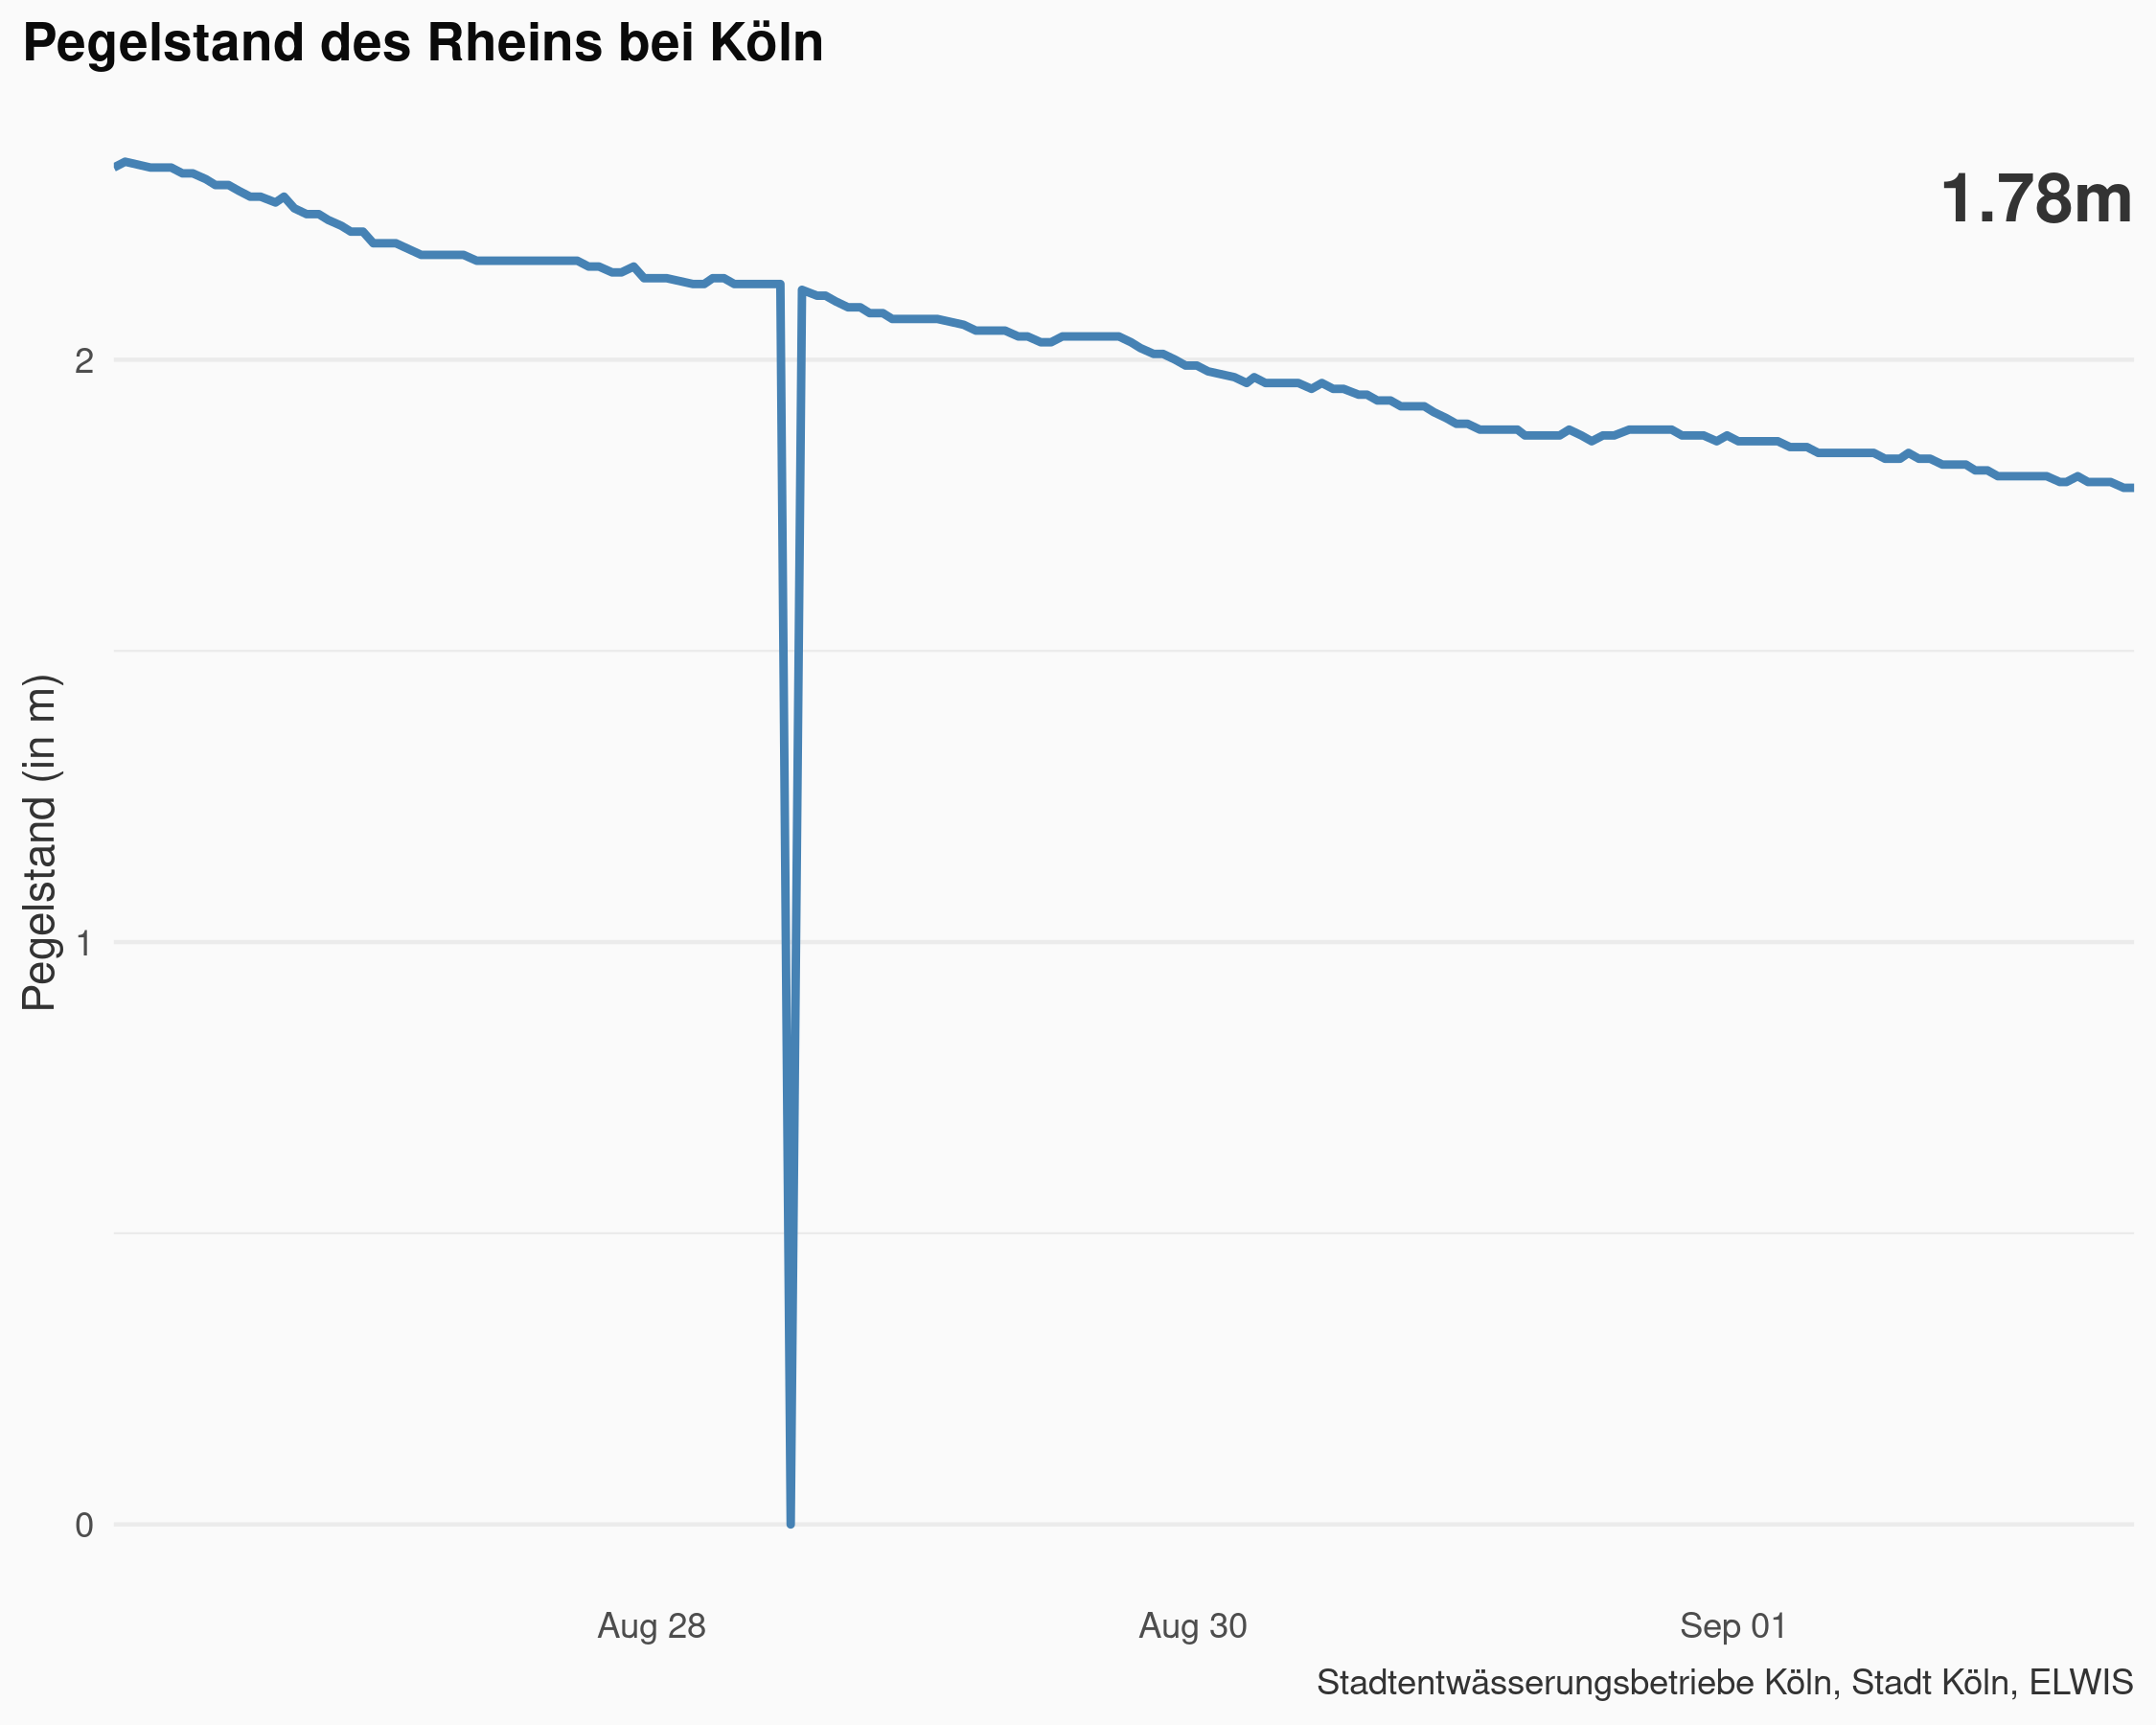 Pegelstand des Rheins bei Köln
1.78m
Pegelstand (in m)
2
1
0
Aug 28
Aug 30
Sep 01
Stadtentwässerungsbetriebe Köln, Stadt Köln, ELWIS